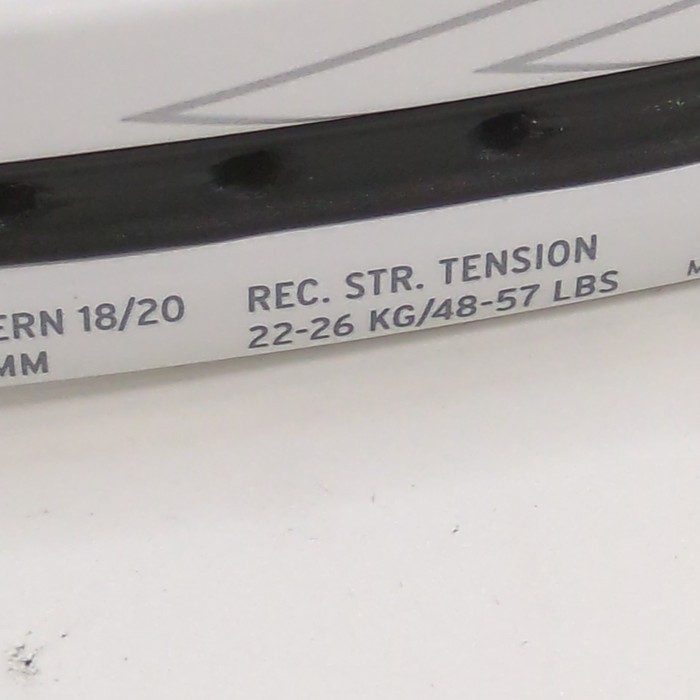 ERN 18/20
MM
REC. STR. TENSION
22-26 KG/48-57 LBS
M